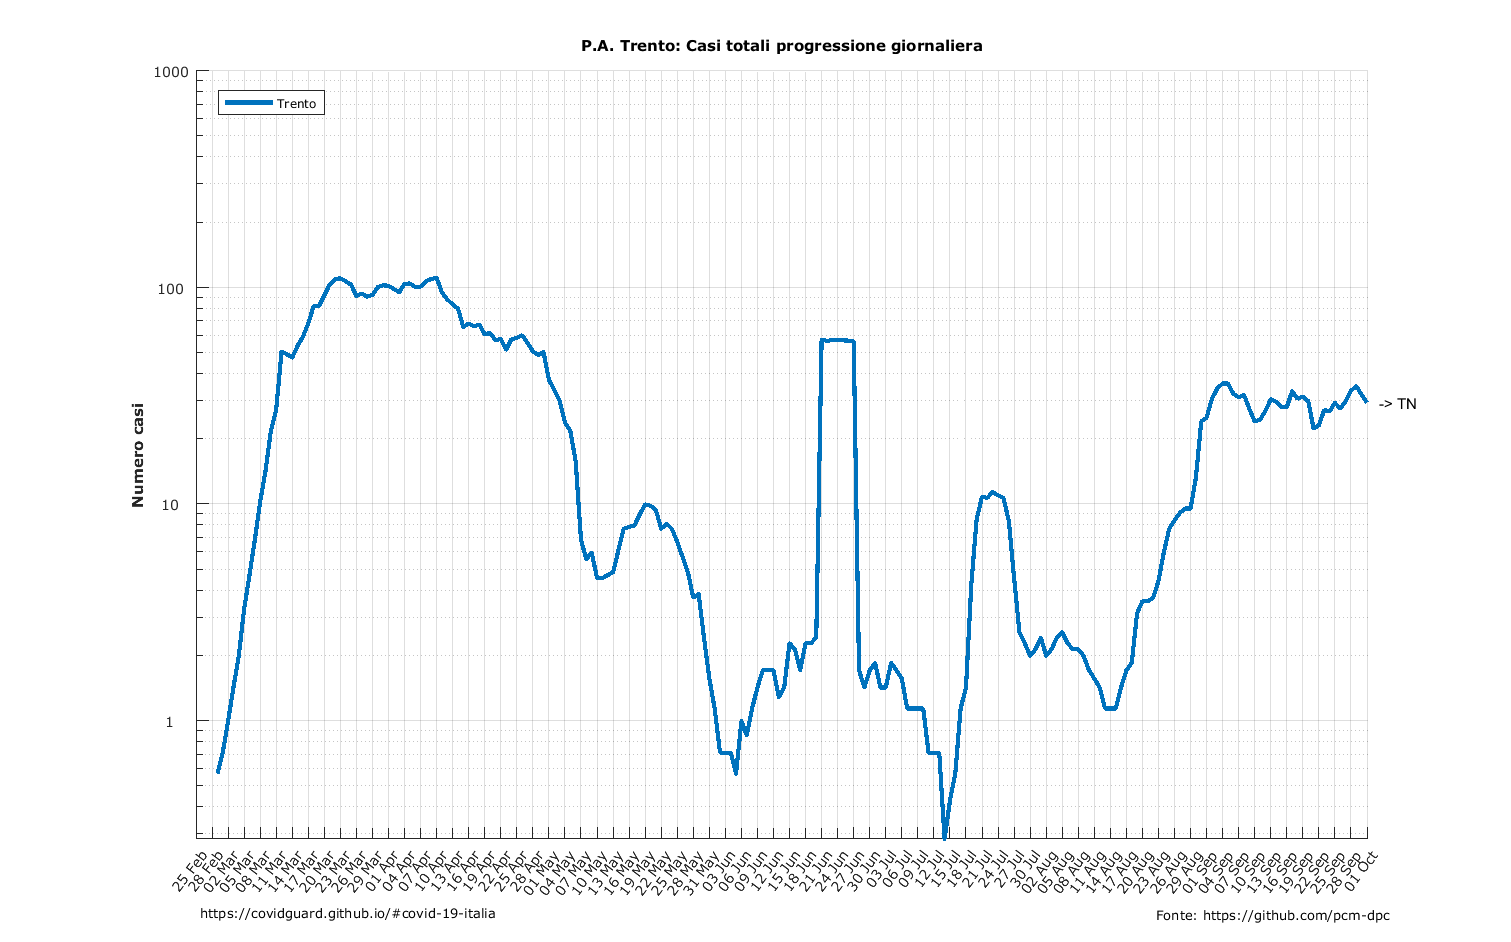 P.A. Trento: Casi totali progressione giornaliera
1000
Trento
100
10
1
Numero casi
-> TN
25 Feb
28 Feb
02 Mar
05 Mar
08 Mar
11 Mar
14 Mar
17 Mar
20 Mar
23 Mar
26 Mar
29 Mar
01 Apr
04 Apr
07 Apr
10 Apr
13 Apr
16 Apr
19 Apr
22 Apr
25 Apr
28 Apr
01 May
04 May
07 May
10 May
13 May
16 May
19 May
22 May
25 May
28 May
31 May
03 Jun
06 Jun
09 Jun
12 Jun
15 Jun
18 Jun
21 Jun
24 Jun
27 Jun
30 Jun
03 Jul
06 Jul
09 Jul
12 Jul
15 Jul
18 Jul
21 Jul
24 Jul
27 Jul
30 Jul
02 Aug
05 Aug
08 Aug
11 Aug
14 Aug
17 Aug
20 Aug
23 Aug
26 Aug
29 Aug
01 Sep
04 Sep
07 Sep
10 Sep
13 Sep
16 Sep
19 Sep
22 Sep
25 Sep
28 Sep
01 Oct
https://covidguard.github.io/#covid-19-italia
Fonte: https://github.com/pcm-dpc